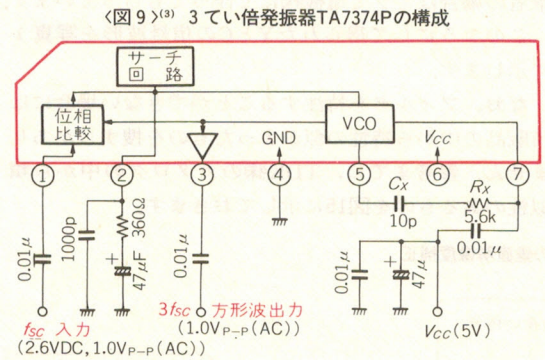 〈図9〉⁽³⁾ 3てい倍発振器TA7374Pの構成
サーチ
回路
位相
比較
GND
VCO
Vcc
① ② ③ ④ ⑤ ⑥ ⑦
1000p
360Ω
47μF
+
0.01μ
0.01μ
Cx
10p
Rx
5.6k
0.01μ
0.01μ
+
47μ
fsc 入力
(2.6VDC, 1.0VP-P(AC))
3fsc 方形波出力
(1.0VP-P(AC))
Vcc(5V)